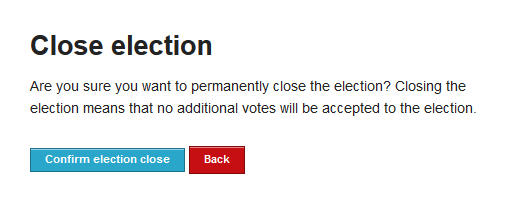 Close election
Are you sure you want to permanently close the election? Closing the
election means that no additional votes will be accepted to the election.
Confirm election close Back